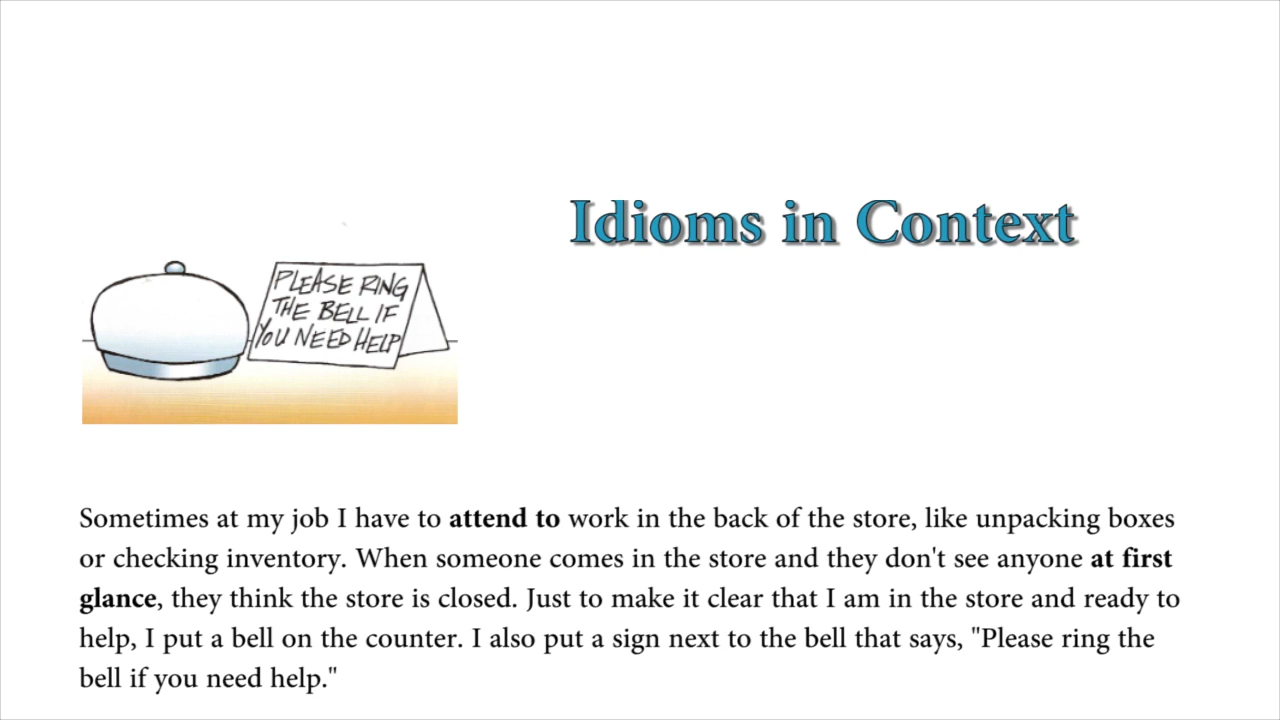 Idioms in Context
PLEASE RING
THE BELL IF
YOU NEED HELP
Sometimes at my job I have to attend to work in the back of the store, like unpacking boxes
or checking inventory. When someone comes in the store and they don't see anyone at first
glance, they think the store is closed. Just to make it clear that I am in the store and ready to
help, I put a bell on the counter. I also put a sign next to the bell that says, "Please ring the
bell if you need help."